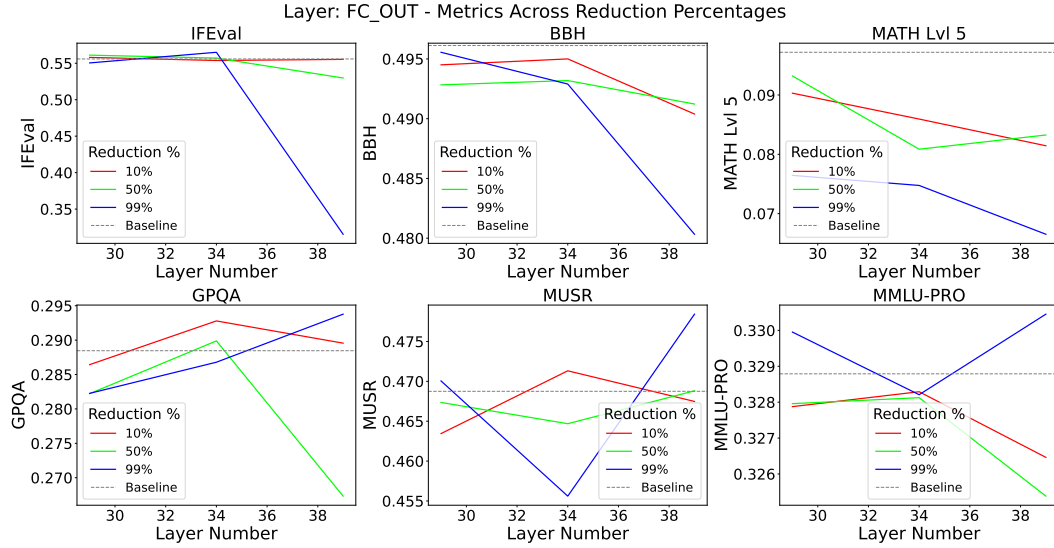 Layer: FC_OUT - Metrics Across Reduction Percentages
IFEval
IFEval
0.55
0.50
0.45
0.40
0.35
Reduction %
10%
50%
99%
Baseline
30 32 34 36 38
Layer Number
BBH
BBH
0.495
0.490
0.485
0.480
Reduction %
10%
50%
99%
Baseline
30 32 34 36 38
Layer Number
MATH Lvl 5
MATH Lvl 5
0.09
0.08
0.07
Reduction %
10%
50%
99%
Baseline
30 32 34 36 38
Layer Number
GPQA
GPQA
0.295
0.290
0.285
0.280
0.275
0.270
Reduction %
10%
50%
99%
Baseline
30 32 34 36 38
Layer Number
MUSR
MUSR
0.475
0.470
0.465
0.460
0.455
Reduction %
10%
50%
99%
Baseline
30 32 34 36 38
Layer Number
MMLU-PRO
MMLU-PRO
0.330
0.329
0.328
0.327
0.326
Reduction %
10%
50%
99%
Baseline
30 32 34 36 38
Layer Number